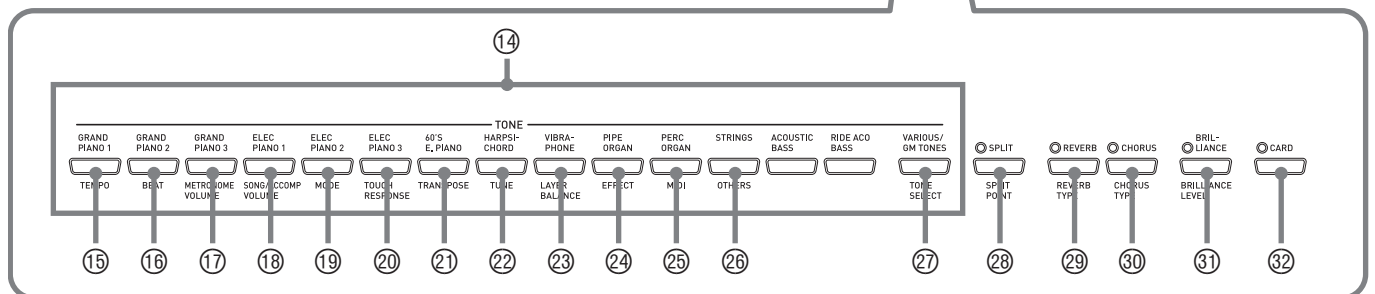 ⑭
TONE
GRAND PIANO 1
GRAND PIANO 2
GRAND PIANO 3
ELEC PIANO 1
ELEC PIANO 2
ELEC PIANO 3
60'S E. PIANO
HARPSI-CHORD
VIBRA-PHONE
PIPE ORGAN
PERC ORGAN
STRINGS
ACOUSTIC BASS
RIDE ACO BASS
VARIOUS/ GM TONES
SPLIT
REVERB
CHORUS
BRIL-LIANCE
CARD
TEMPO
BEAT
METRONOME VOLUME
SONG/ACCOMP VOLUME
MODE
TOUCH RESPONSE
TRANSPOSE
TUNE
LAYER BALANCE
EFFECT
MIDI
OTHERS
TONE SELECT
SPLIT POINT
REVERB TYPE
CHORUS TYPE
BRILLIANCE LEVEL
⑮ ⑯ ⑰ ⑱ ⑲ ⑳ ㉑ ㉒ ㉓ ㉔ ㉕ ㉖ ㉗ ㉘ ㉙ ㉚ ㉛ ㉜